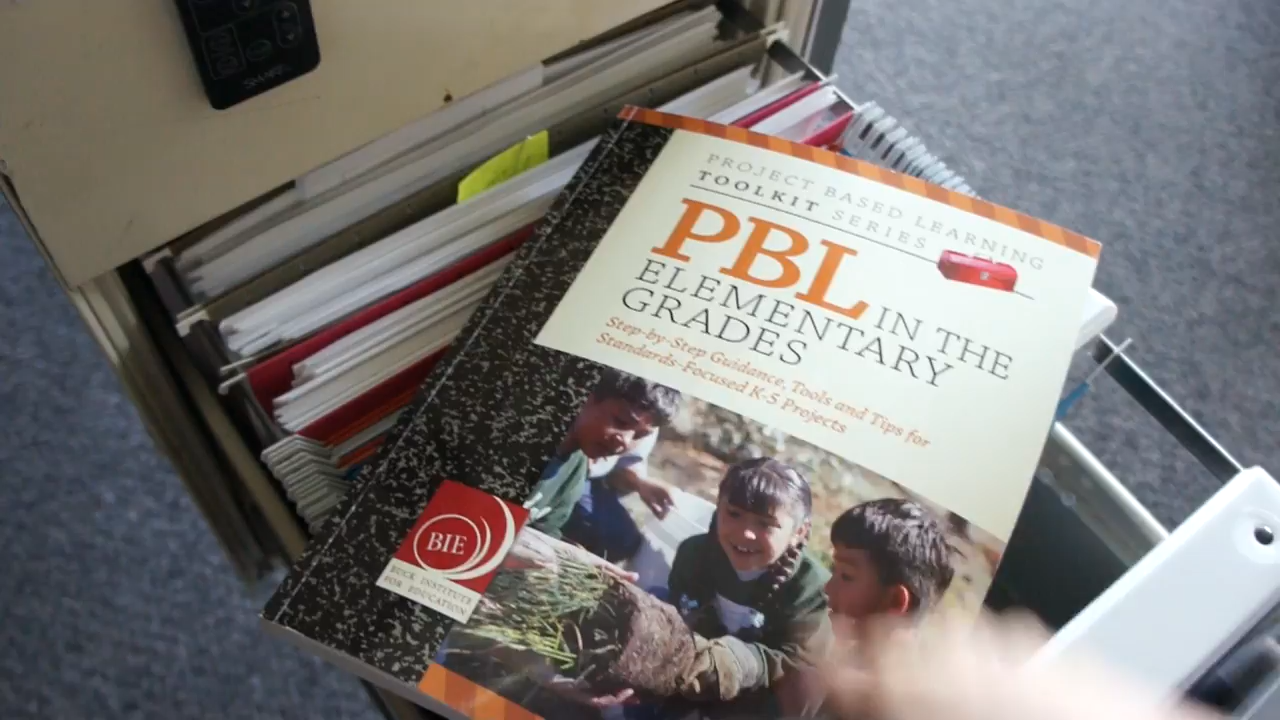 PROJECT BASED LEARNING
TOOLKIT SERIES
PBL IN THE
ELEMENTARY
GRADES
Step-by-Step Guidance, Tools and Tips for
Standards-Focused K-5 Projects
BIE
BUCK INSTITUTE
FOR EDUCATION